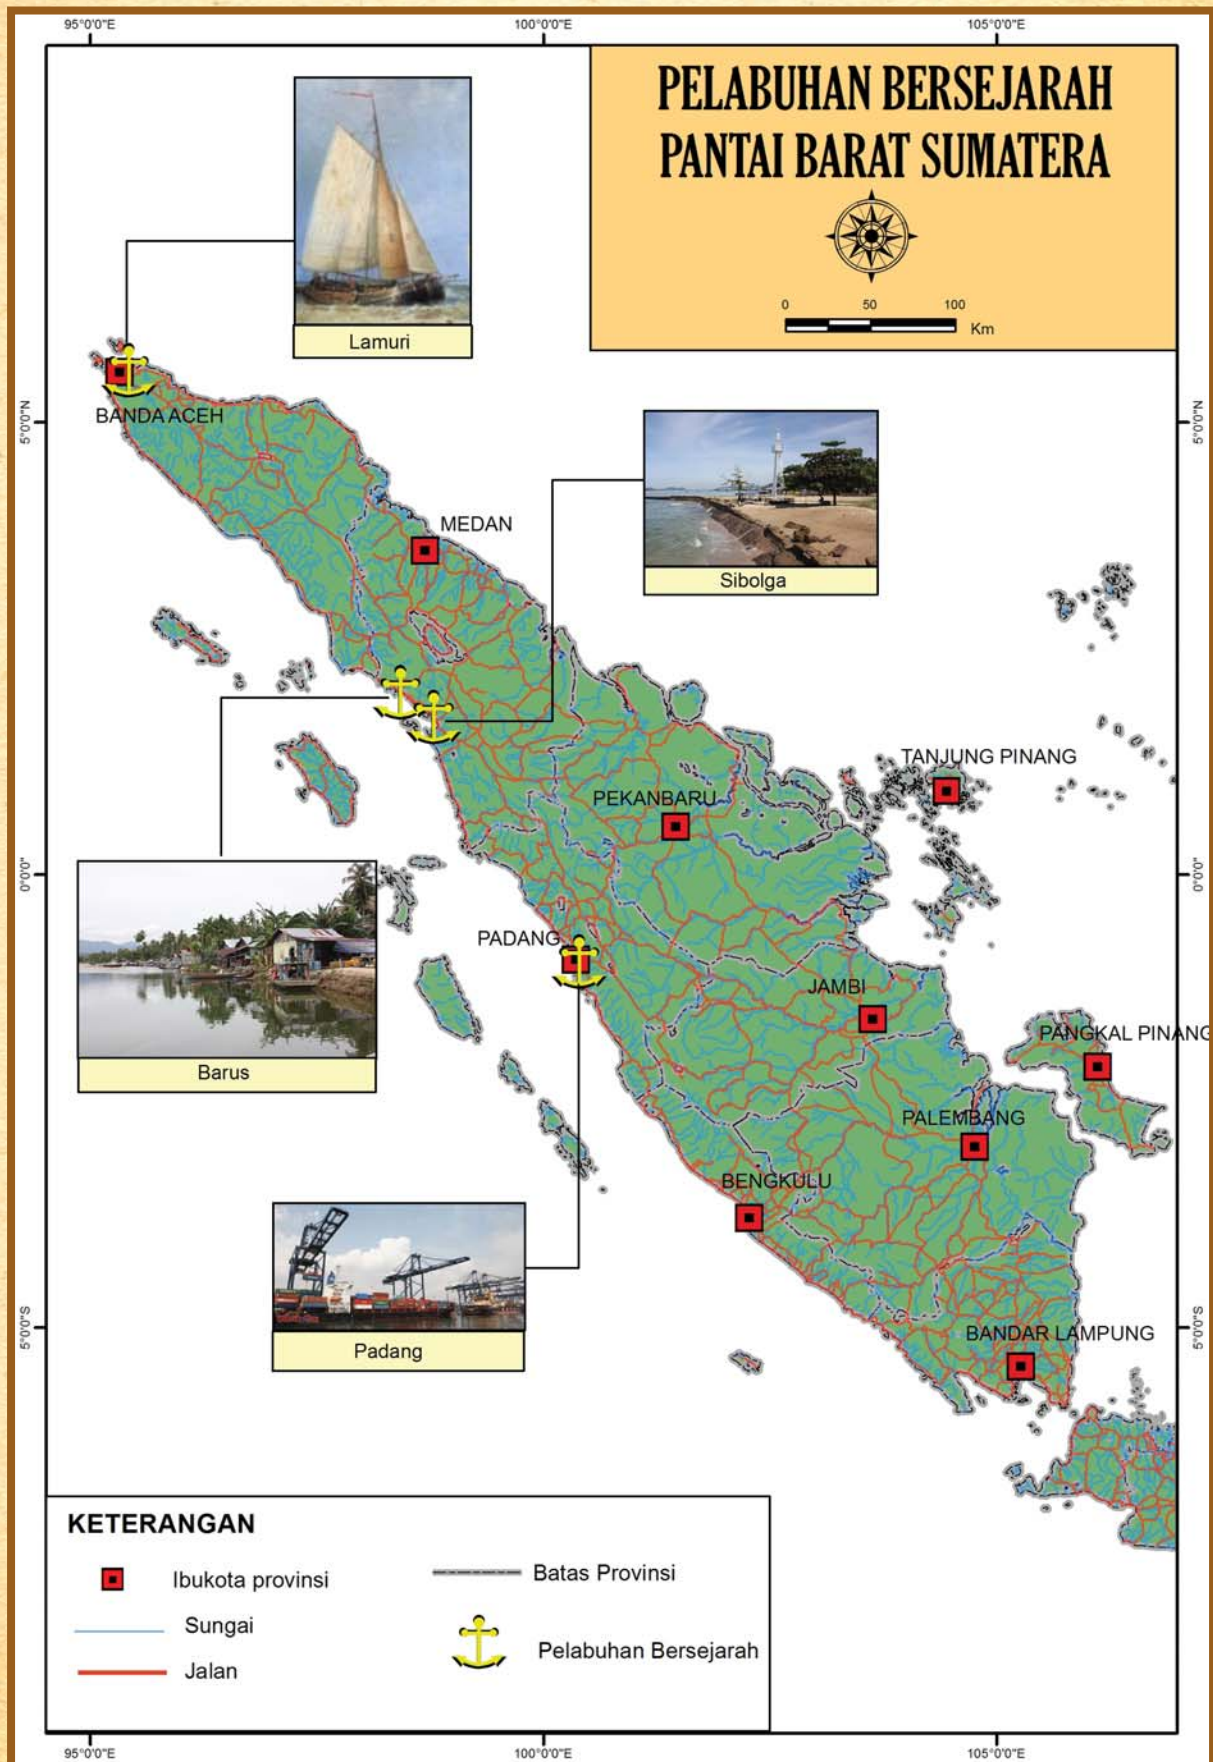 95°0'0"E
100°0'0"E
105°0'0"E
PELABUHAN BERSEJARAH
PANTAI BARAT SUMATERA
0 50 100
Km
Lamuri
5°0'0"N
5°0'0"N
BANDA ACEH
MEDAN
Sibolga
TANJUNG PINANG
PEKANBARU
0°0'0"
0°0'0"
PADANG
JAMBI
PANGKAL PINANG
Barus
PALEMBANG
BENGKULU
5°0'0"S
5°0'0"S
BANDAR LAMPUNG
Padang
KETERANGAN
Ibukota provinsi
Batas Provinsi
Sungai
Pelabuhan Bersejarah
Jalan
95°0'0"E
100°0'0"E
105°0'0"E